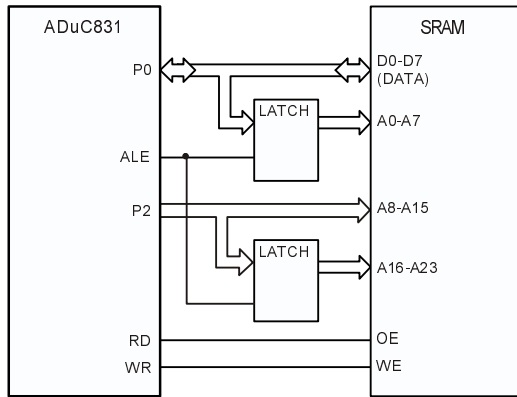 ADuC831
SRAM
P0
D0-D7
(DATA)
LATCH
A0-A7
ALE
P2
A8-A15
LATCH
A16-A23
RD
OE
WR
WE